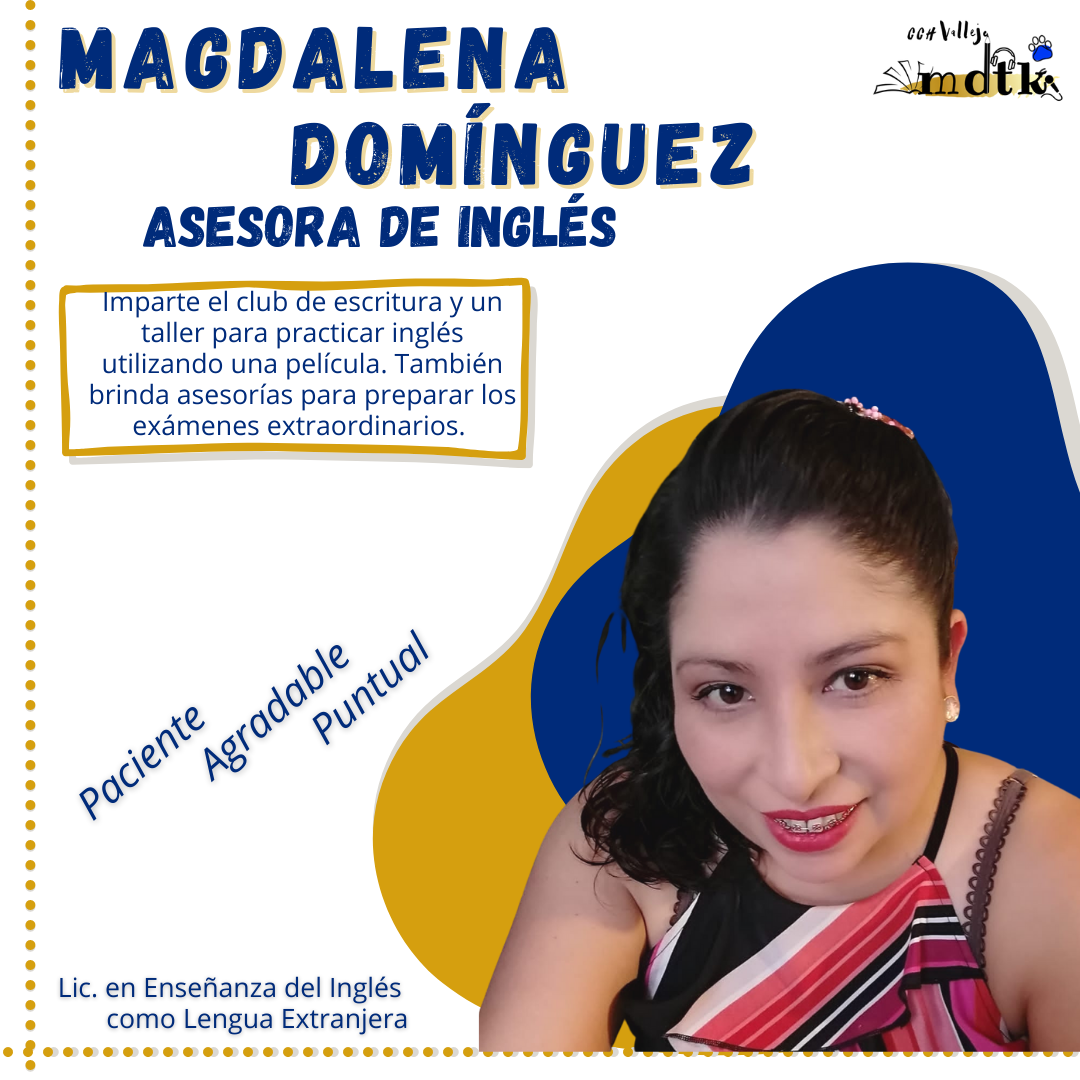 MAGDALENA
DOMÍNGUEZ
ASESORA DE INGLÉS
CCH Vallejo
mdtk
Imparte el club de escritura y un
taller para practicar inglés
utilizando una película. También
brinda asesorías para preparar los
exámenes extraordinarios.
Paciente
Agradable
Puntual
Lic. en Enseñanza del Inglés
como Lengua Extranjera